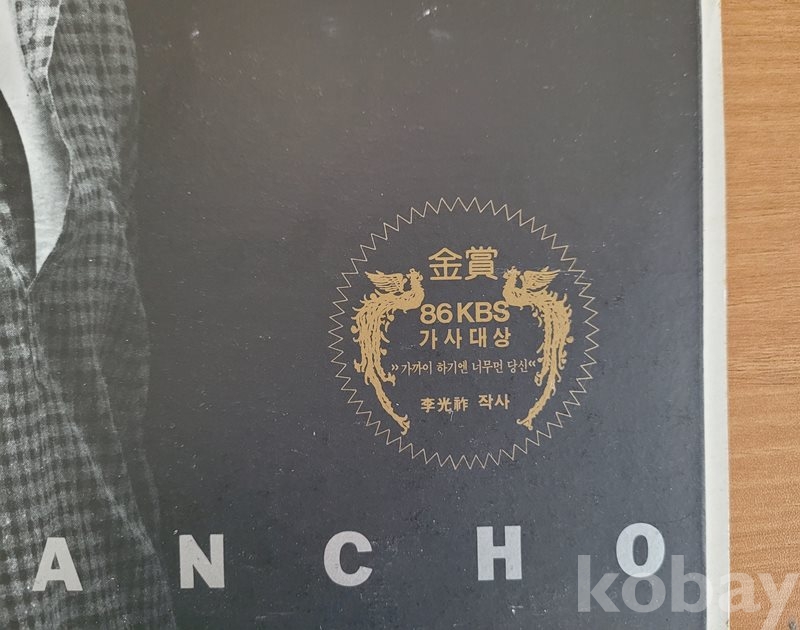 金賞
86 KBS
가사대상
"가까이 하기엔 너무먼 당신"
李光祚 작사
ANCHO
kobay